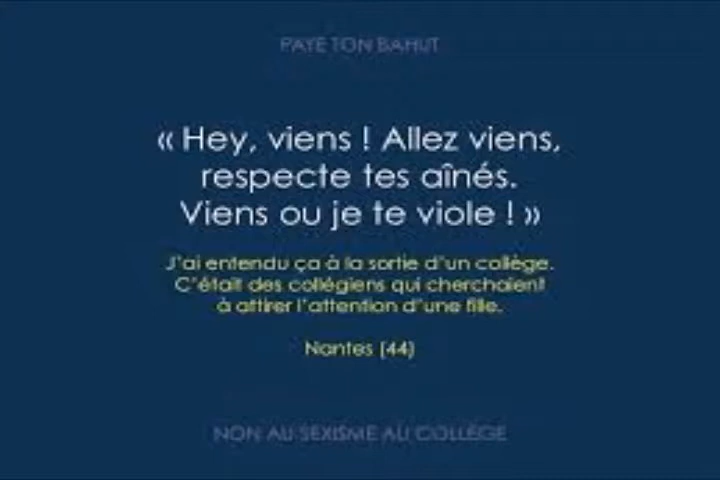 PAYE TON BAHUT
« Hey, viens ! Allez viens,
respecte tes aînés.
Viens ou je te viole ! »
J'ai entendu ça à la sortie d'un collège.
C'était des collégiens qui cherchaient
à attirer l'attention d'une fille.
Nantes (44)
NON AU SEXISME AU COLLÈGE